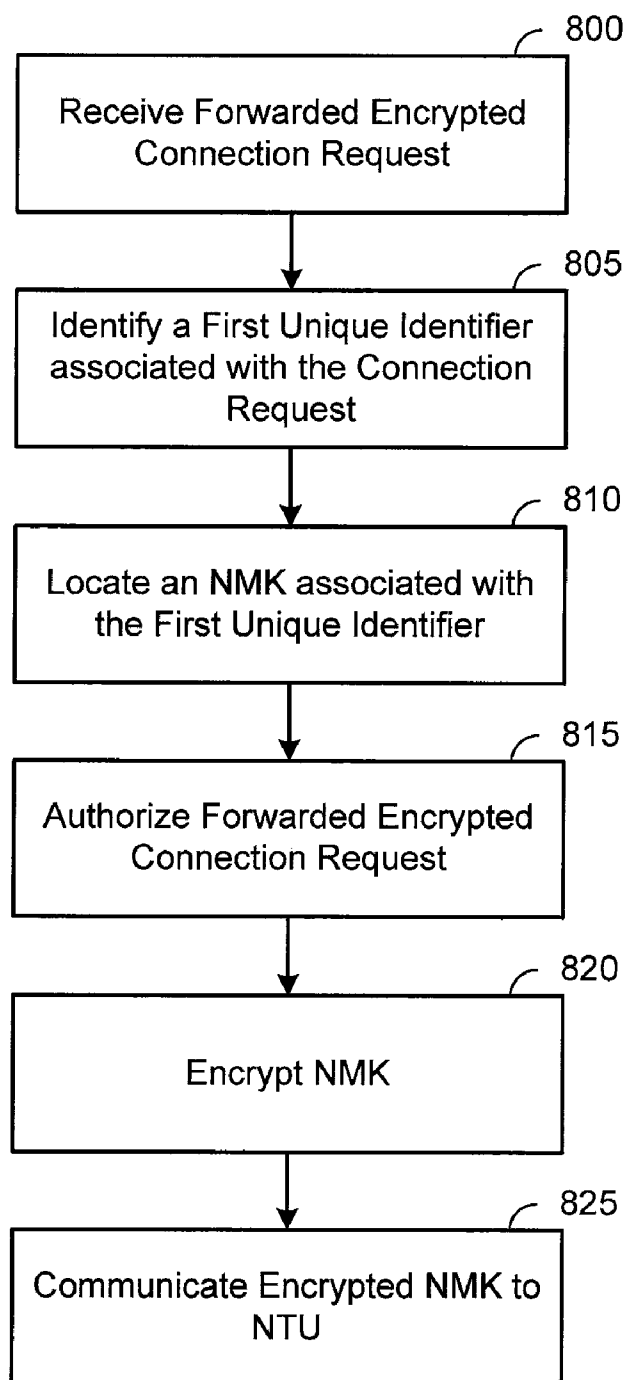 800
Receive Forwarded Encrypted
Connection Request
805
Identify a First Unique Identifier
associated with the Connection
Request
810
Locate an NMK associated with
the First Unique Identifier
815
Authorize Forwarded Encrypted
Connection Request
820
Encrypt NMK
825
Communicate Encrypted NMK to
NTU